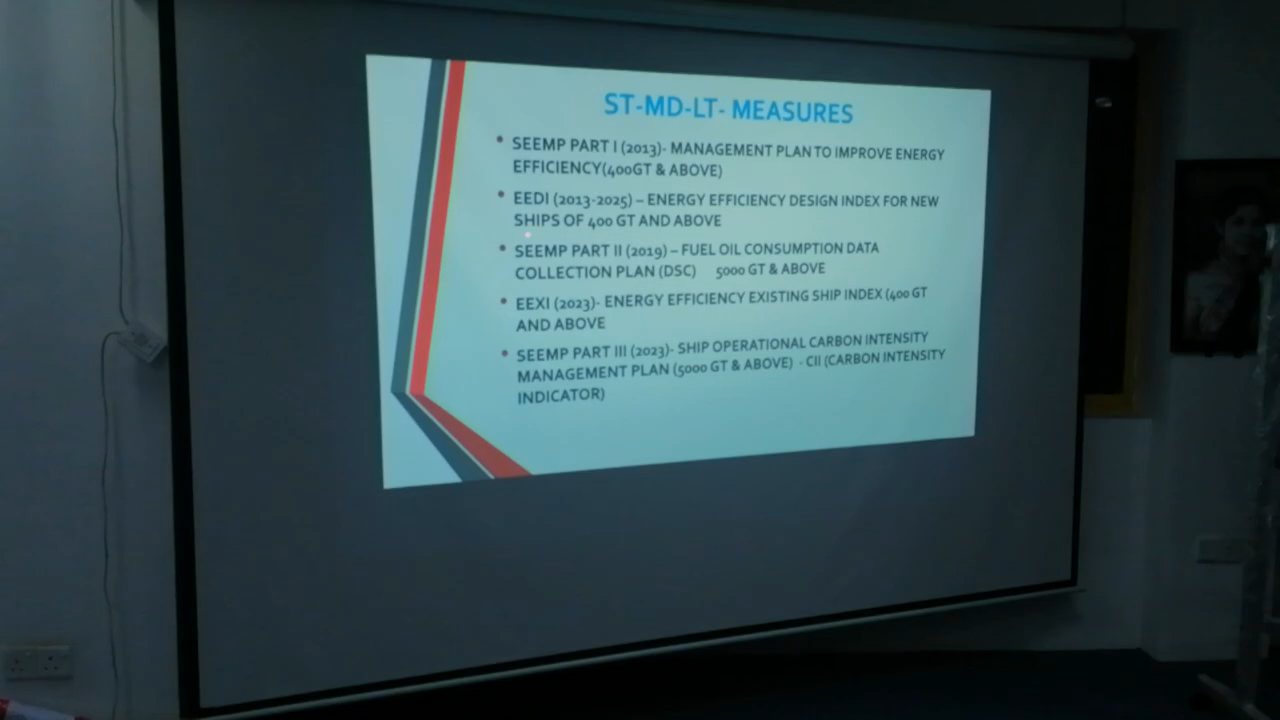 ST-MD-LT- MEASURES
• SEEMP PART I (2013)- MANAGEMENT PLAN TO IMPROVE ENERGY
EFFICIENCY(400GT & ABOVE)
• EEDI (2013-2025) – ENERGY EFFICIENCY DESIGN INDEX FOR NEW
SHIPS OF 400 GT AND ABOVE
• SEEMP PART II (2019) – FUEL OIL CONSUMPTION DATA
COLLECTION PLAN (DSC) 5000 GT & ABOVE
• EEXI (2023)- ENERGY EFFICIENCY EXISTING SHIP INDEX (400 GT
AND ABOVE
• SEEMP PART III (2023)- SHIP OPERATIONAL CARBON INTENSITY
MANAGEMENT PLAN (5000 GT & ABOVE) - CII (CARBON INTENSITY
INDICATOR)